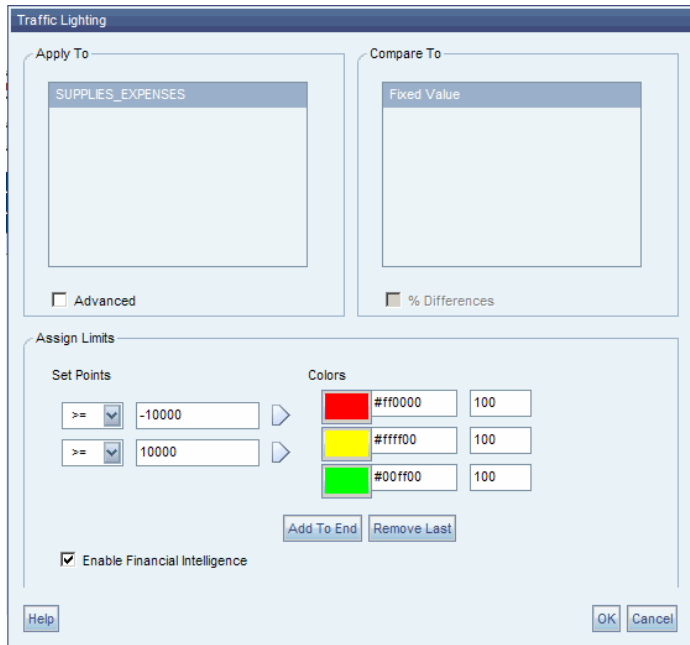 Traffic Lighting
Apply To
Compare To
SUPPLIES_EXPENSES
Fixed Value
Advanced
% Differences
Assign Limits
Set Points
Colors
>= -10000
#ff0000 100
>= 10000
#ffff00 100
#00ff00 100
Add To End Remove Last
Enable Financial Intelligence
Help OK Cancel